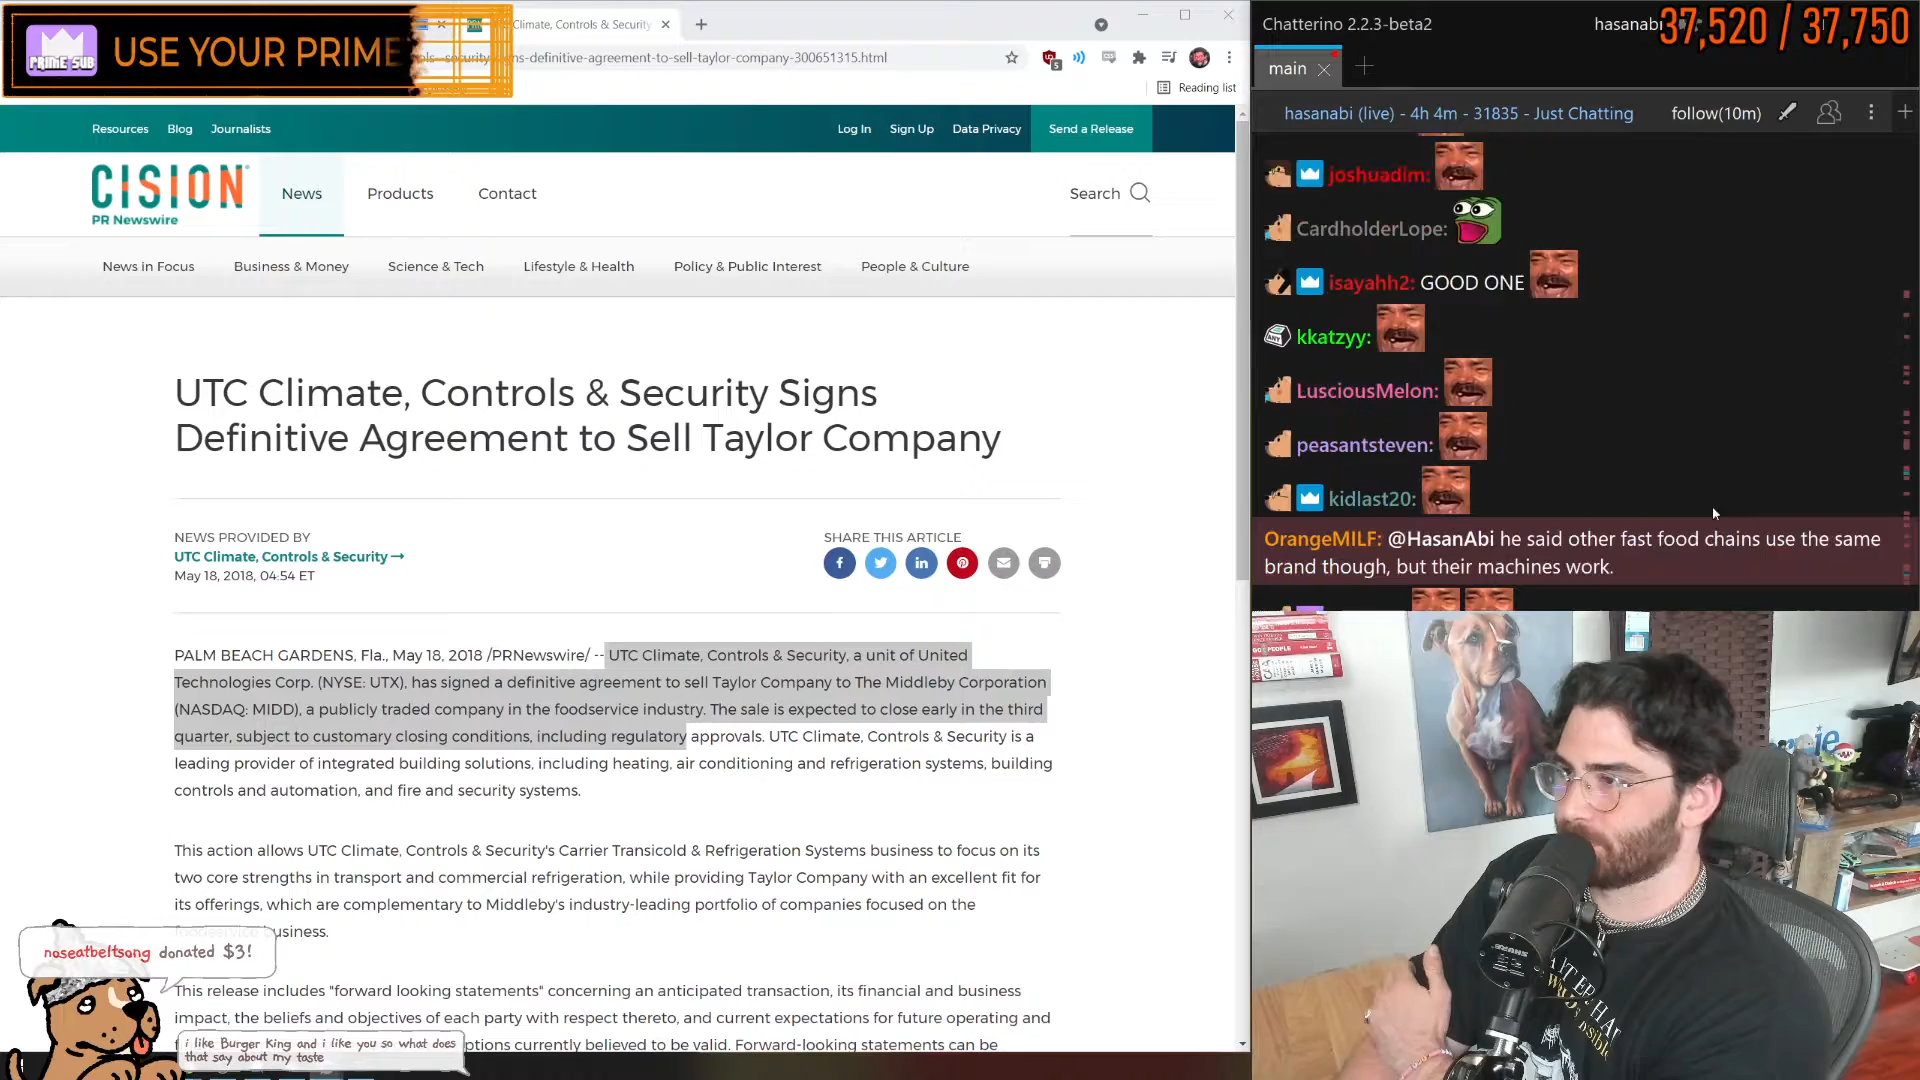 PRIME SUB
USE YOUR PRIME
Climate, Controls & Security
security
ns-definitive-agreement-to-sell-taylor-company-300651315.html
5
Reading list
Resources Blog Journalists
Log In Sign Up Data Privacy Send a Release
CISION
PR Newswire
News Products Contact
Search
News in Focus Business & Money Science & Tech Lifestyle & Health Policy & Public Interest People & Culture
UTC Climate, Controls & Security Signs
Definitive Agreement to Sell Taylor Company
NEWS PROVIDED BY
UTC Climate, Controls & Security →
May 18, 2018, 04:54 ET
SHARE THIS ARTICLE
PALM BEACH GARDENS, Fla., May 18, 2018 /PRNewswire/ -- UTC Climate, Controls & Security, a unit of United
Technologies Corp. (NYSE: UTX), has signed a definitive agreement to sell Taylor Company to The Middleby Corporation
(NASDAQ: MIDD), a publicly traded company in the foodservice industry. The sale is expected to close early in the third
quarter, subject to customary closing conditions, including regulatory approvals. UTC Climate, Controls & Security is a
leading provider of integrated building solutions, including heating, air conditioning and refrigeration systems, building
controls and automation, and fire and security systems.
This action allows UTC Climate, Controls & Security's Carrier Transicold & Refrigeration Systems business to focus on its
two core strengths in transport and commercial refrigeration, while providing Taylor Company with an excellent fit for
its offerings, which are complementary to Middleby's industry-leading portfolio of companies focused on the
business.
This release includes "forward looking statements" concerning an anticipated transaction, its financial and business
impact, the beliefs and objectives of each party with respect thereto, and current expectations for future operating and
ptions currently believed to be valid. Forward-looking statements can be
noseatbeltsong donated $3!
i like Burger King and i like you so what does
that say about my taste
Chatterino 2.2.3-beta2
hasanabi
37,520 / 37,750
main
hasanabi (live) - 4h 4m - 31835 - Just Chatting
follow(10m)
joshuadim:
CardholderLope:
isayahh2: GOOD ONE
kkatzyy:
LusciousMelon:
peasantsteven:
kidlast20:
OrangeMILF: @HasanAbi he said other fast food chains use the same
brand though, but their machines work.
SHURE